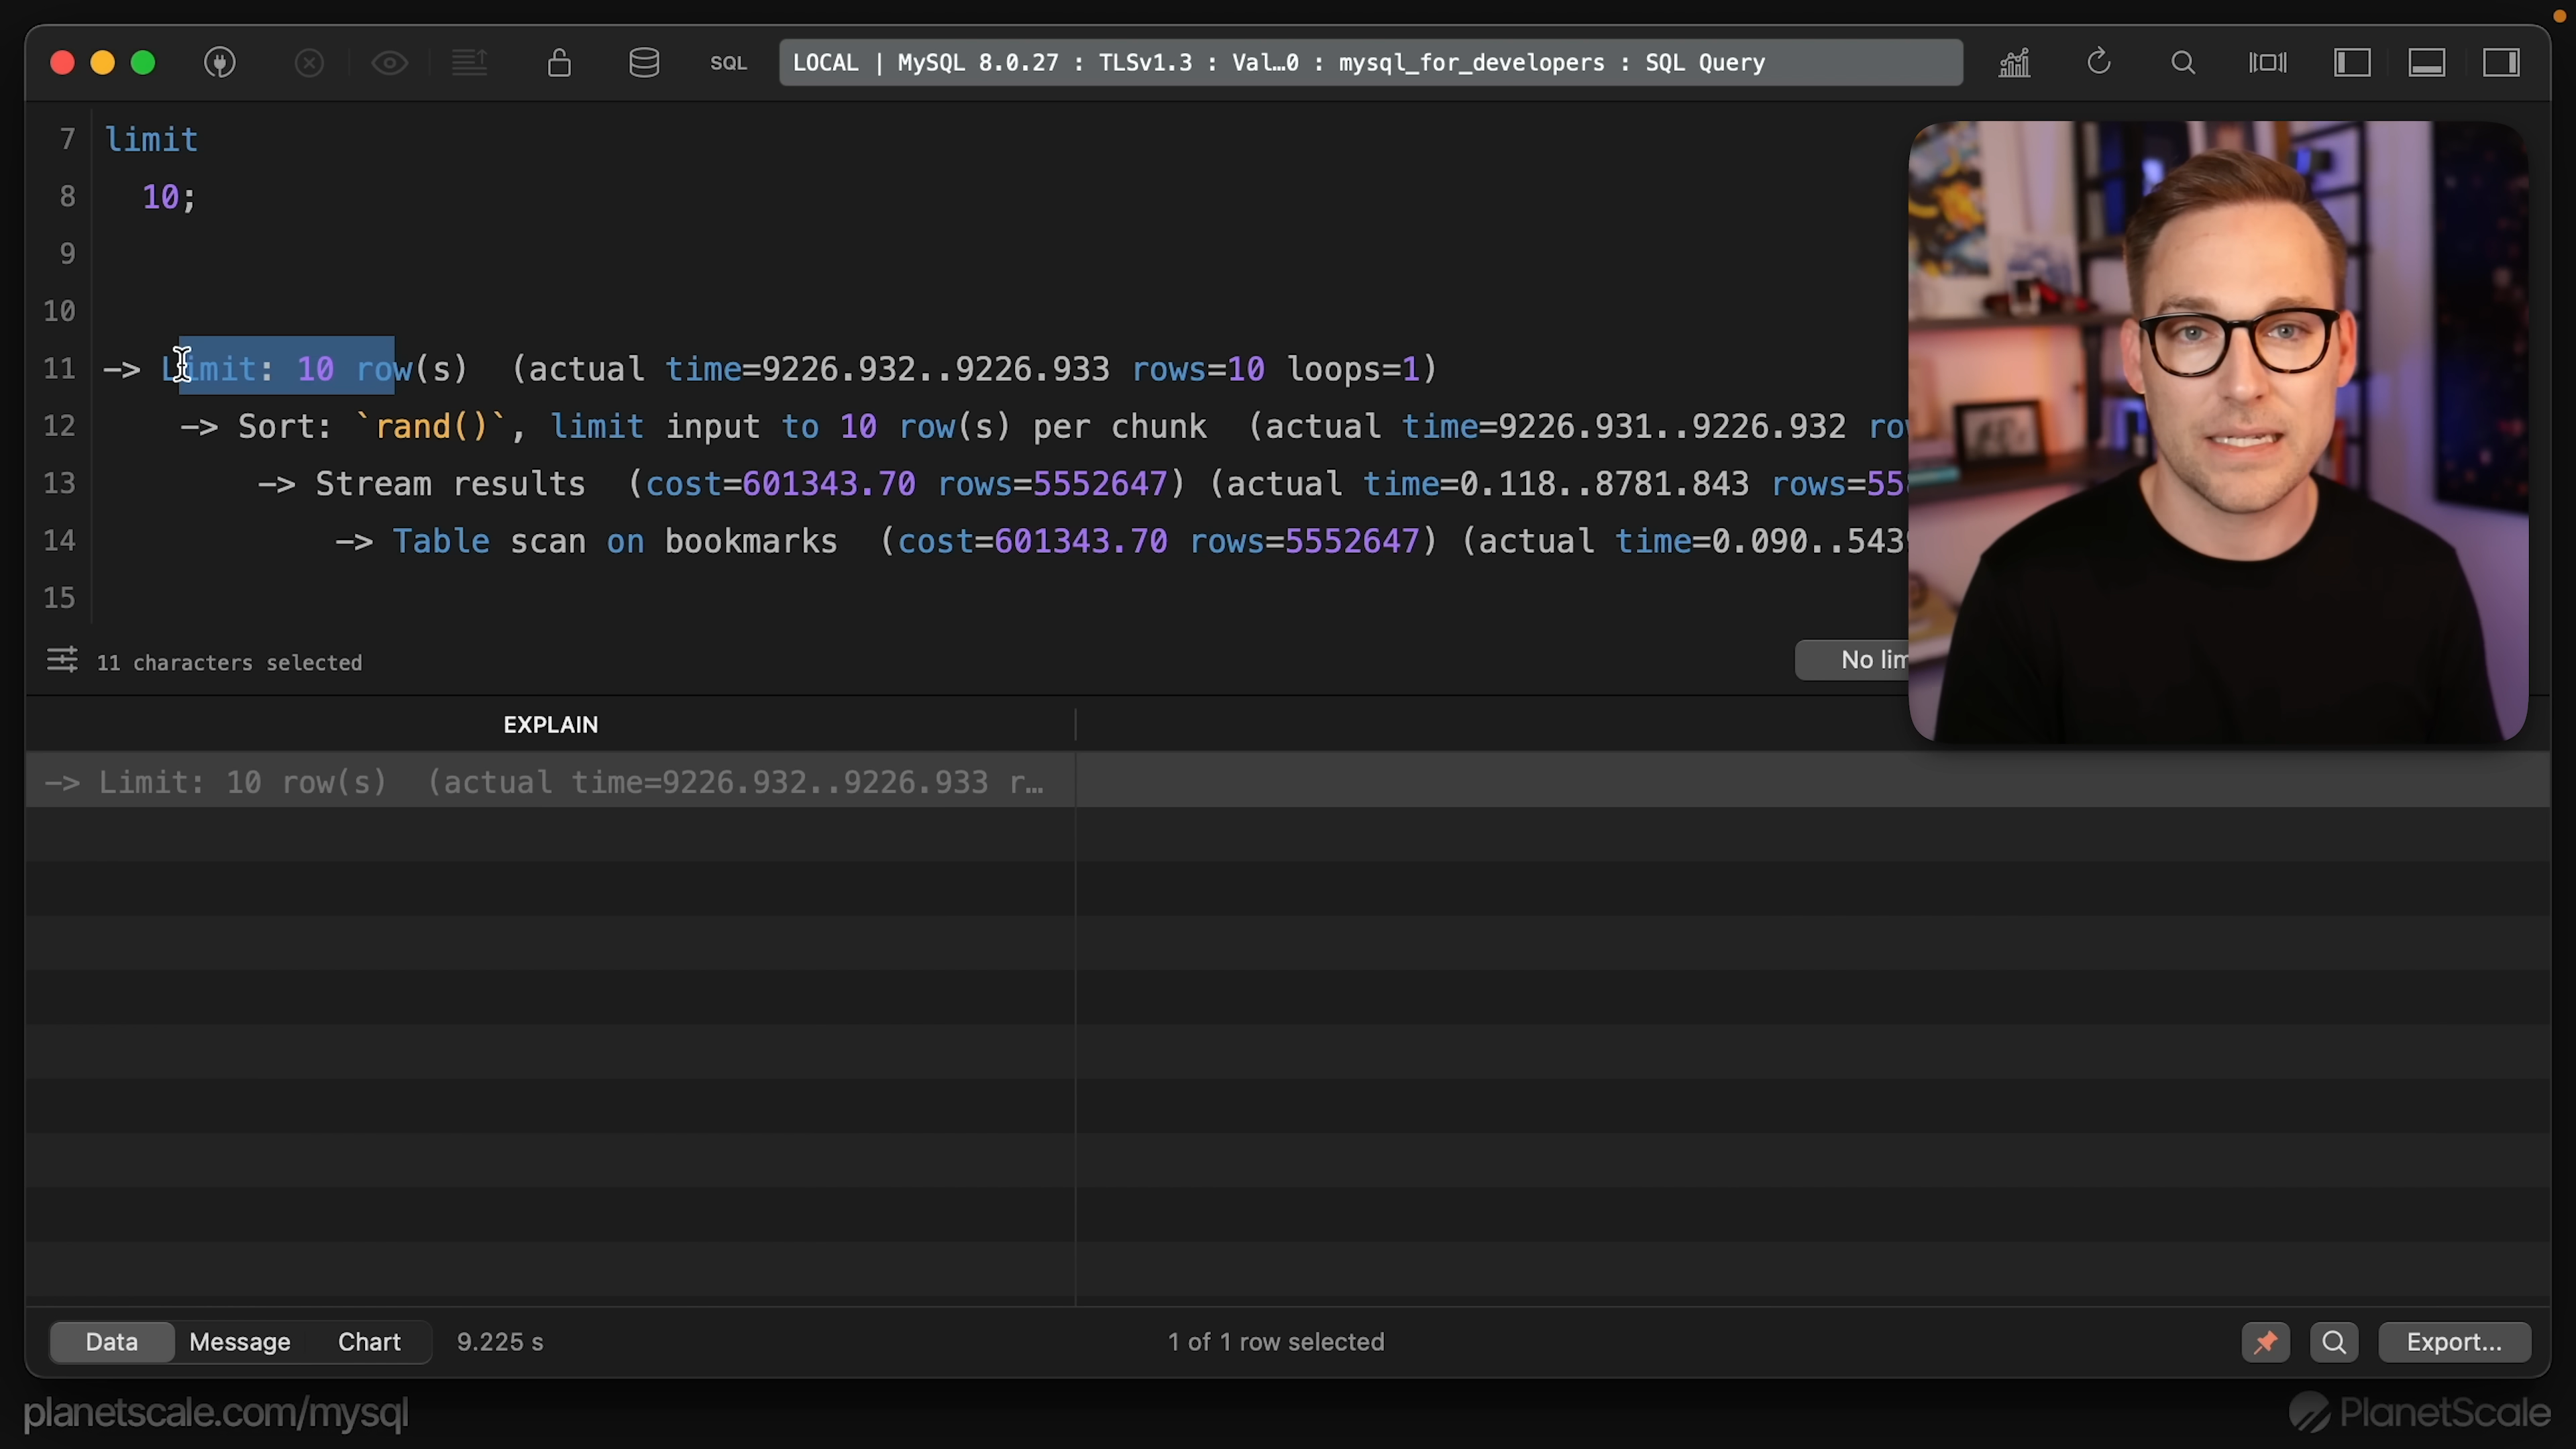 SQL
LOCAL | MySQL 8.0.27 : TLSv1.3 : Val…0 : mysql_for_developers : SQL Query
7 limit
8 10;
9
10
11 -> Limit: 10 row(s) (actual time=9226.932..9226.933 rows=10 loops=1)
12 -> Sort: `rand()`, limit input to 10 row(s) per chunk (actual time=9226.931..9226.932
13 -> Stream results (cost=601343.70 rows=5552647) (actual time=0.118..8781.843 rows=55
14 -> Table scan on bookmarks (cost=601343.70 rows=5552647) (actual time=0.090..543
15
11 characters selected
No lim
EXPLAIN
-> Limit: 10 row(s) (actual time=9226.932..9226.933 r…
Data Message Chart 9.225 s
1 of 1 row selected
Export...
planetscale.com/mysql
PlanetScale